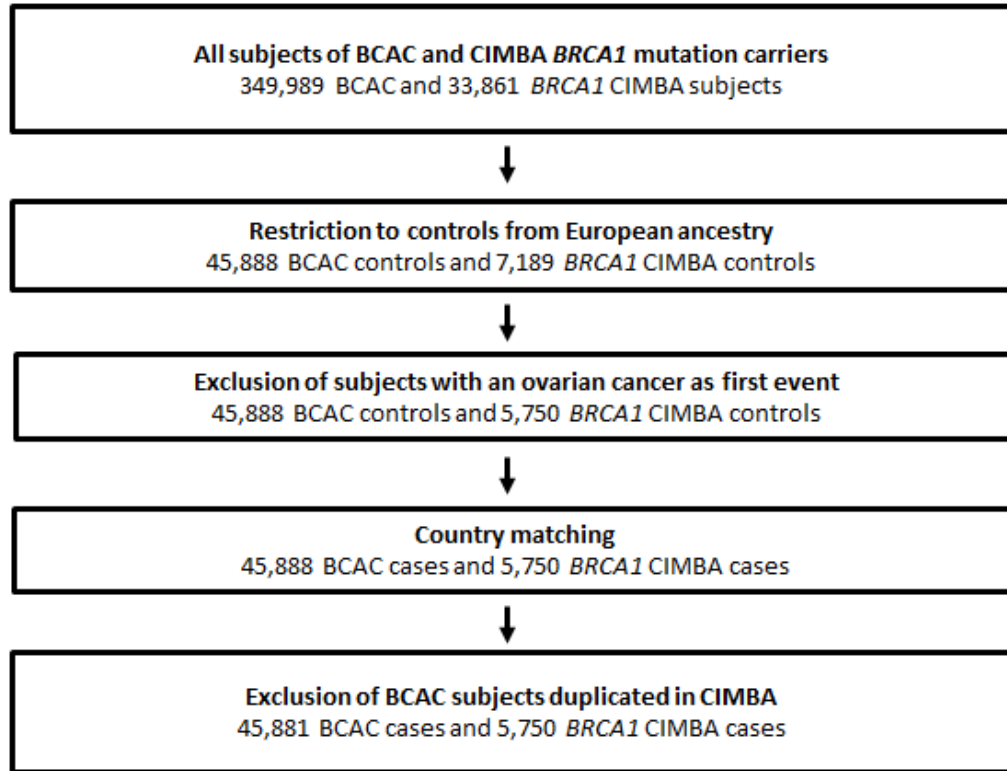 All subjects of BCAC and CIMBA BRCA1 mutation carriers
349,989 BCAC and 33,861 BRCA1 CIMBA subjects
Restriction to controls from European ancestry
45,888 BCAC controls and 7,189 BRCA1 CIMBA controls
Exclusion of subjects with an ovarian cancer as first event
45,888 BCAC controls and 5,750 BRCA1 CIMBA controls
Country matching
45,888 BCAC cases and 5,750 BRCA1 CIMBA cases
Exclusion of BCAC subjects duplicated in CIMBA
45,881 BCAC cases and 5,750 BRCA1 CIMBA cases